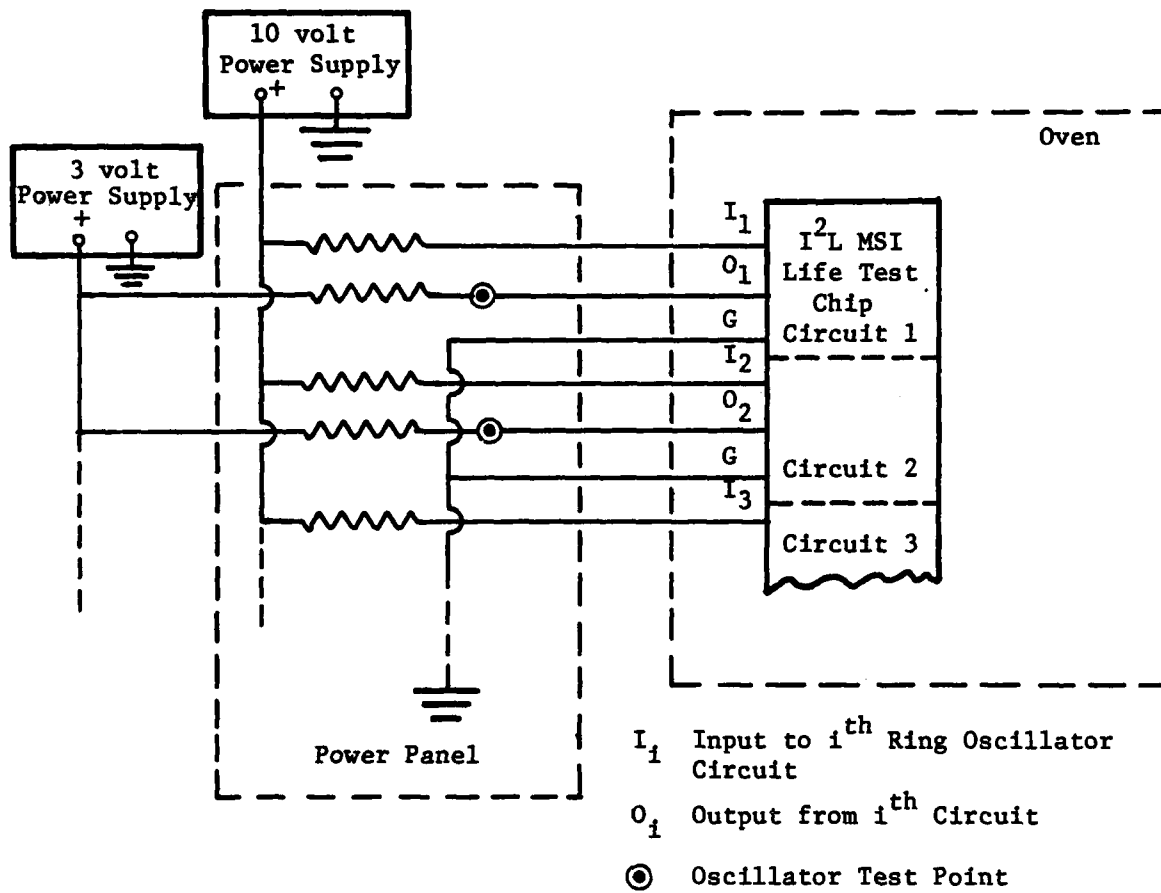 10 volt
Power Supply
+
3 volt
Power Supply
+
Oven
I₁
O₁
G
I₂
O₂
G
I₃
I²L MSI
Life Test
Chip
Circuit 1
Circuit 2
Circuit 3
Power Panel
Iᵢ Input to iᵗʰ Ring Oscillator
Circuit
Oᵢ Output from iᵗʰ Circuit
Oscillator Test Point